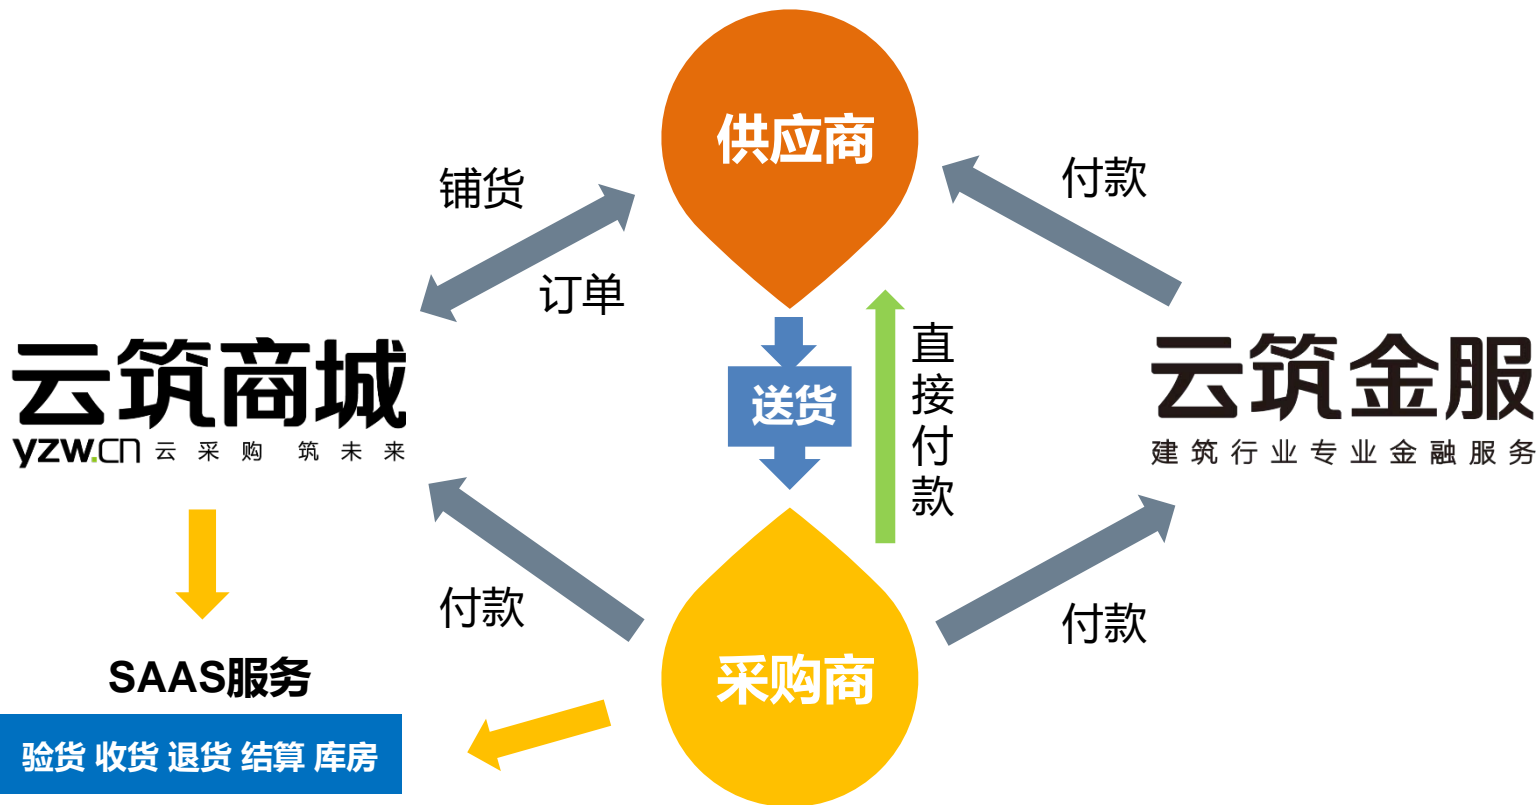 供应商
付款
铺货
订单
云筑商城
yzw.cn 云采购 筑未来
送货
直接付款
云筑金服
建筑行业专业金融服务
付款
付款
SAAS服务
采购商
验货 收货 退货 结算 库房